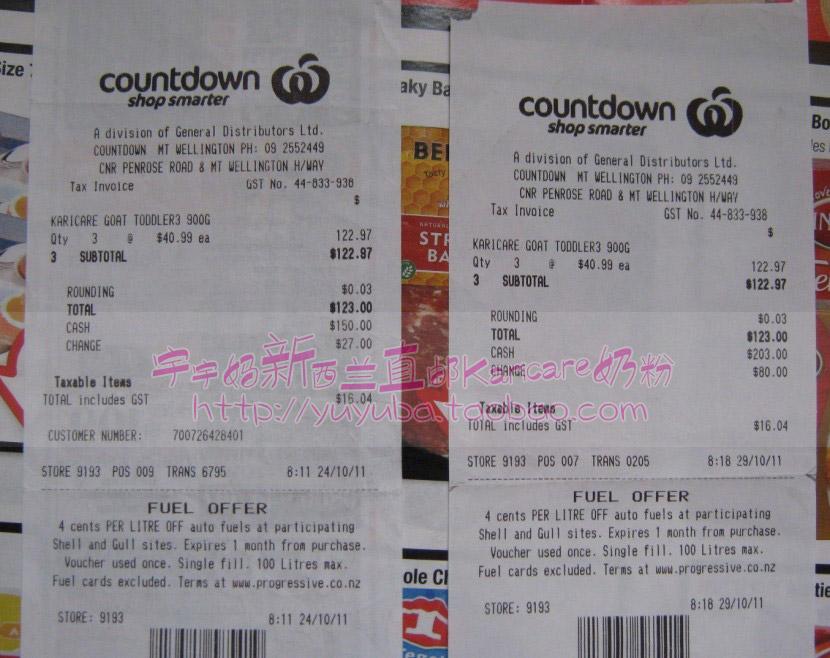 countdown
shop smarter
A division of General Distributors Ltd.
COUNTDOWN MT WELLINGTON PH: 09 2552449
CNR PENROSE ROAD & MT WELLINGTON H/WAY
Tax Invoice GST No. 44-833-938
$
KARICARE GOAT TODDLER3 900G
Qty 3 @ $40.99 ea 122.97
3 SUBTOTAL $122.97
ROUNDING $0.03
TOTAL $123.00
CASH $150.00
CHANGE $27.00
Taxable Items
TOTAL includes GST $16.04
CUSTOMER NUMBER: 700726428401
STORE 9193 POS 009 TRANS 6795 8:11 24/10/11
FUEL OFFER
4 cents PER LITRE OFF auto fuels at participating
Shell and Gull sites. Expires 1 month from purchase.
Voucher used once. Single fill. 100 Litres max.
Fuel cards excluded. Terms at www.progressive.co.nz
STORE: 9193 8:11 24/10/11
countdown
shop smarter
A division of General Distributors Ltd.
COUNTDOWN MT WELLINGTON PH: 09 2552449
CNR PENROSE ROAD & MT WELLINGTON H/WAY
Tax Invoice GST No. 44-833-938
$
KARICARE GOAT TODDLER3 900G
Qty 3 @ $40.99 ea 122.97
3 SUBTOTAL $122.97
ROUNDING $0.03
TOTAL $123.00
CASH $203.00
CHANGE $80.00
Taxable Items
TOTAL includes GST $16.04
STORE 9193 POS 007 TRANS 0205 8:18 29/10/11
FUEL OFFER
4 cents PER LITRE OFF auto fuels at participating
Shell and Gull sites. Expires 1 month from purchase.
Voucher used once. Single fill. 100 Litres max.
Fuel cards excluded. Terms at www.progressive.co.nz
STORE: 9193 8:18 29/10/11
宇宇妈新西兰直邮Karicare奶粉
http://yuyuba.taobao.com